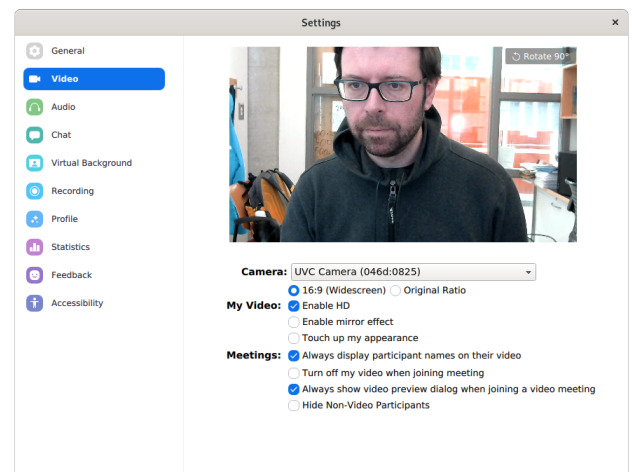 Settings
×
General
Video
Audio
Chat
Virtual Background
Recording
Profile
Statistics
Feedback
Accessibility
Rotate 90°
Camera: UVC Camera (046d:0825)
16:9 (Widescreen) Original Ratio
My Video: Enable HD
Enable mirror effect
Touch up my appearance
Meetings: Always display participant names on their video
Turn off my video when joining meeting
Always show video preview dialog when joining a video meeting
Hide Non-Video Participants